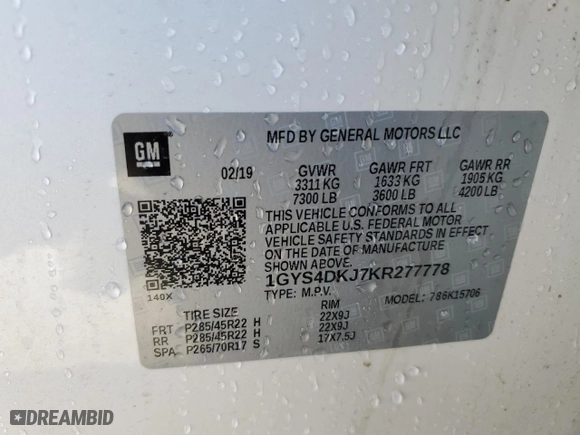 GM
MFD BY GENERAL MOTORS LLC
02/19 GVWR GAWR FRT GAWR RR
3311 KG 1633 KG 1905 KG
7300 LB 3600 LB 4200 LB
THIS VEHICLE CONFORMS TO ALL
APPLICABLE U.S. FEDERAL MOTOR
VEHICLE SAFETY STANDARDS IN EFFECT
ON THE DATE OF MANUFACTURE
1GYS4DKJ7KR277778
140X
TYPE: M.P.V. MODEL: 786K15706
TIRE SIZE RIM
FRT P285/45R22 H 22X9J
RR P285/45R22 H 22X9J
SPA P265/70R17 S 17X7.5J
DREAMBID